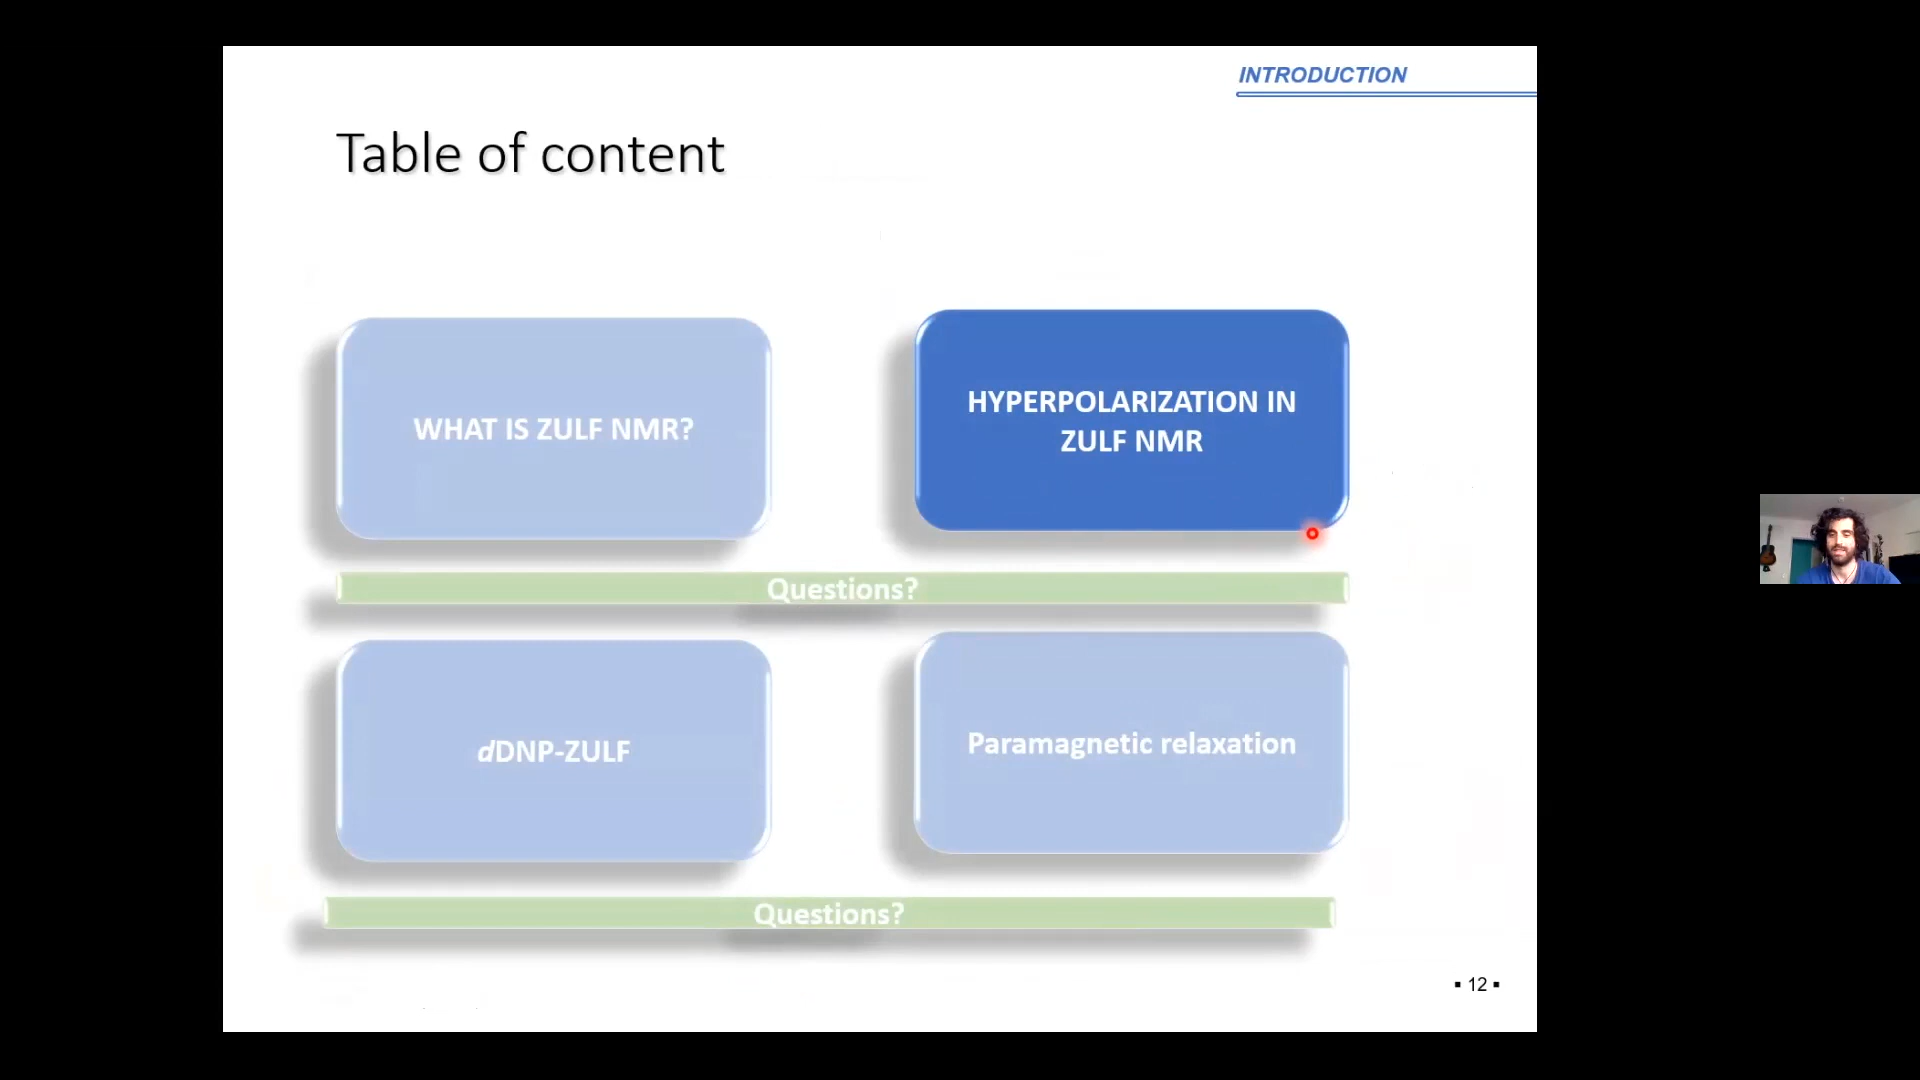 INTRODUCTION
Table of content
WHAT IS ZULF NMR?
HYPERPOLARIZATION IN
ZULF NMR
Questions?
dDNP-ZULF
Paramagnetic relaxation
Questions?
▪ 12 ▪